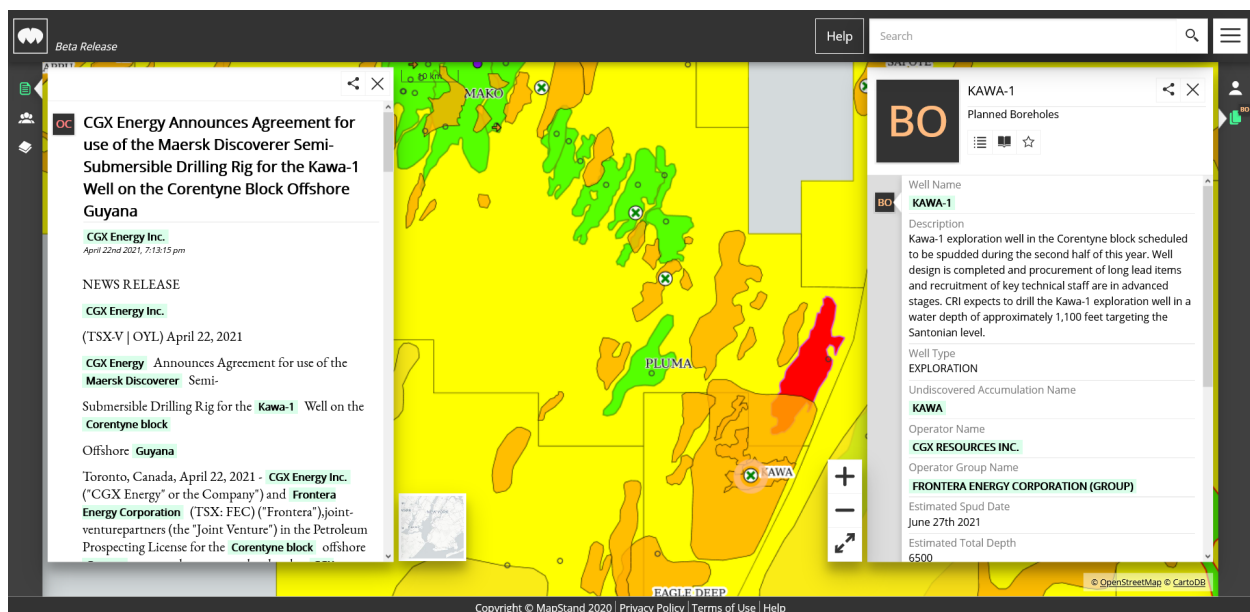 Beta Release
Help
Search
OC
CGX Energy Announces Agreement for
use of the Maersk Discoverer Semi-
Submersible Drilling Rig for the Kawa-1
Well on the Corentyne Block Offshore
Guyana
CGX Energy Inc.
April 22nd 2021, 7:13:15 pm
NEWS RELEASE
CGX Energy Inc.
(TSX-V | OYL) April 22, 2021
CGX Energy Announces Agreement for use of the
Maersk Discoverer Semi-
Submersible Drilling Rig for the Kawa-1 Well on the
Corentyne block
Offshore Guyana
Toronto, Canada, April 22, 2021 - CGX Energy Inc.
("CGX Energy" or the Company") and Frontera
Energy Corporation (TSX: FEC) ("Frontera"),joint-
venturepartners (the "Joint Venture") in the Petroleum
Prospecting License for the Corentyne block offshore
10 km
MAKO
PLUMA
KAWA
EAGLE DEEP
BO
KAWA-1
Planned Boreholes
BO
BO
Well Name
KAWA-1
Description
Kawa-1 exploration well in the Corentyne block scheduled
to be spudded during the second half of this year. Well
design is completed and procurement of long lead items
and recruitment of key technical staff are in advanced
stages. CRI expects to drill the Kawa-1 exploration well in a
water depth of approximately 1,100 feet targeting the
Santonian level.
Well Type
EXPLORATION
Undiscovered Accumulation Name
KAWA
Operator Name
CGX RESOURCES INC.
Operator Group Name
FRONTERA ENERGY CORPORATION (GROUP)
Estimated Spud Date
June 27th 2021
Estimated Total Depth
6500
© OpenStreetMap © CartoDB
Copyright © MapStand 2020 | Privacy Policy | Terms of Use | Help